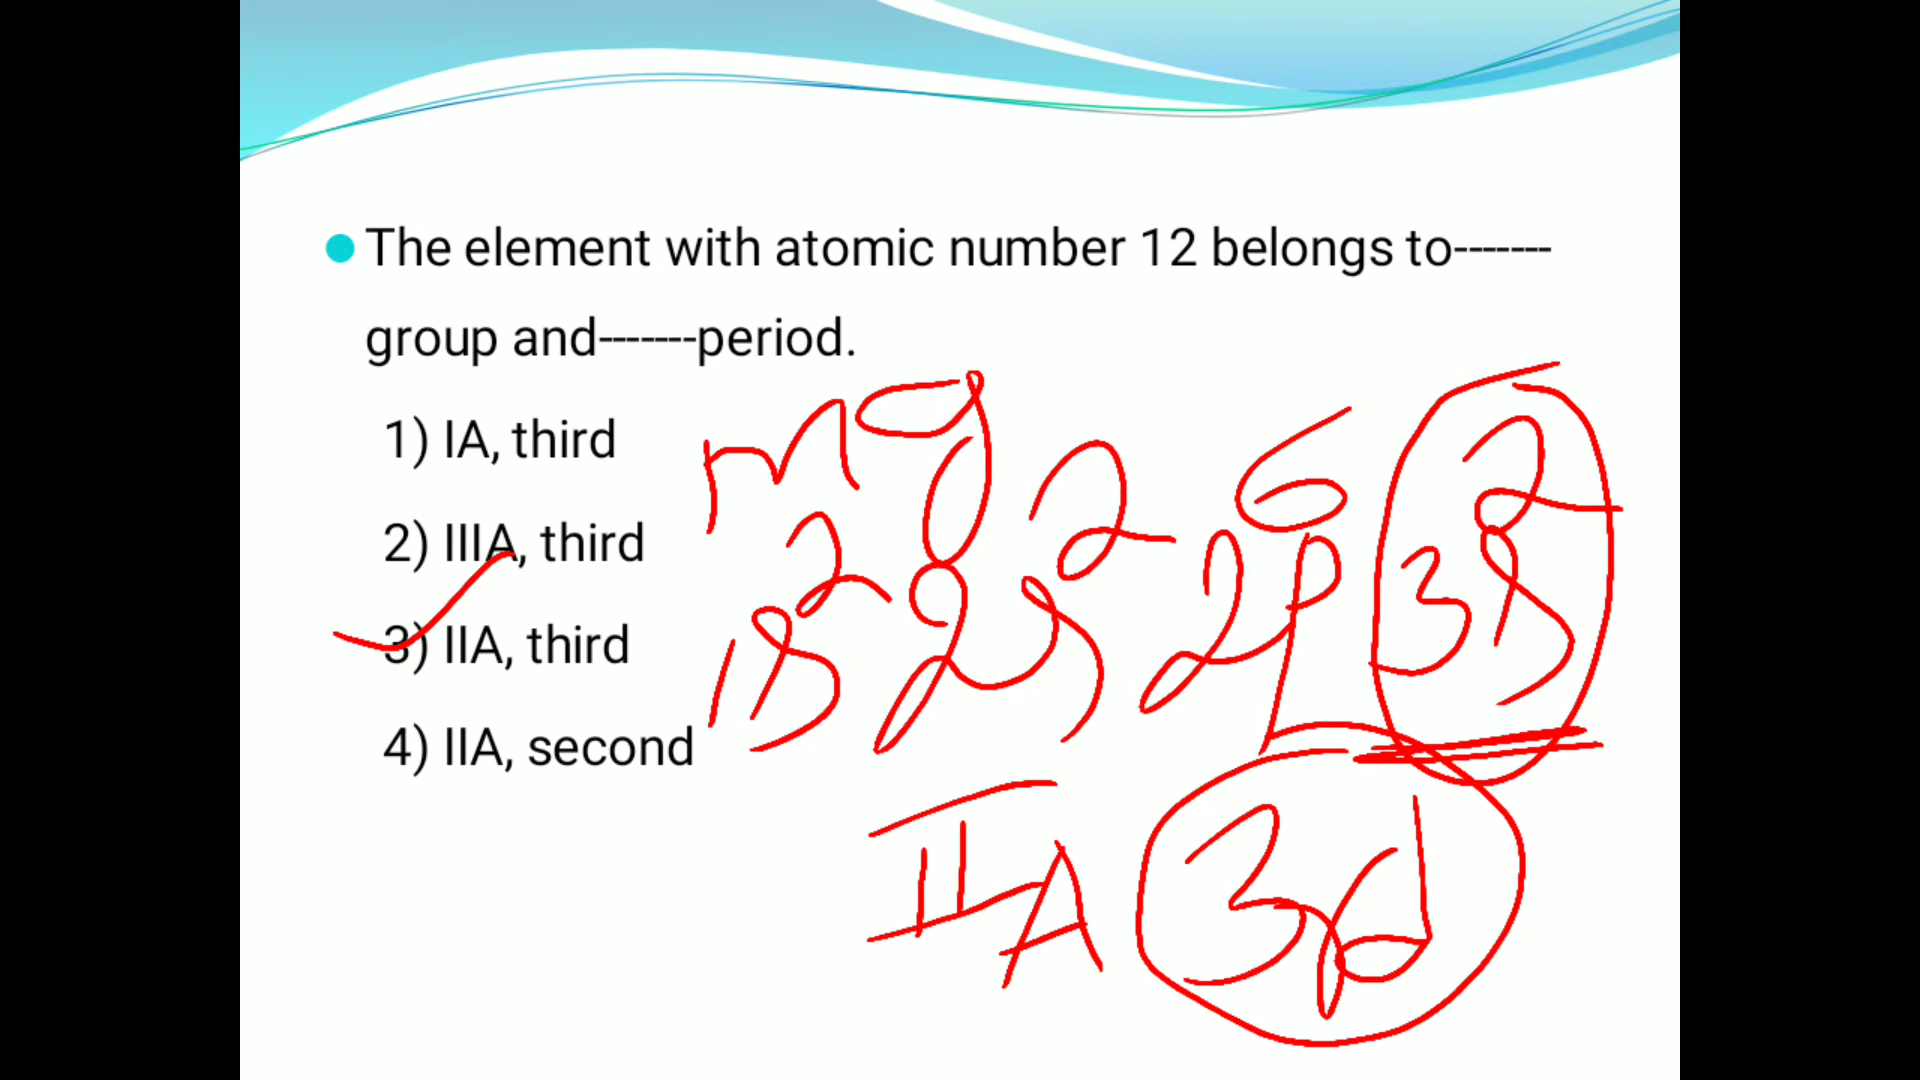 The element with atomic number 12 belongs to-------
group and-------period.
1) IA, third
2) IIIA, third
3) IIA, third
4) IIA, second
Mg
1s² 2s² 2p⁶ 3s²
IIA 3rd